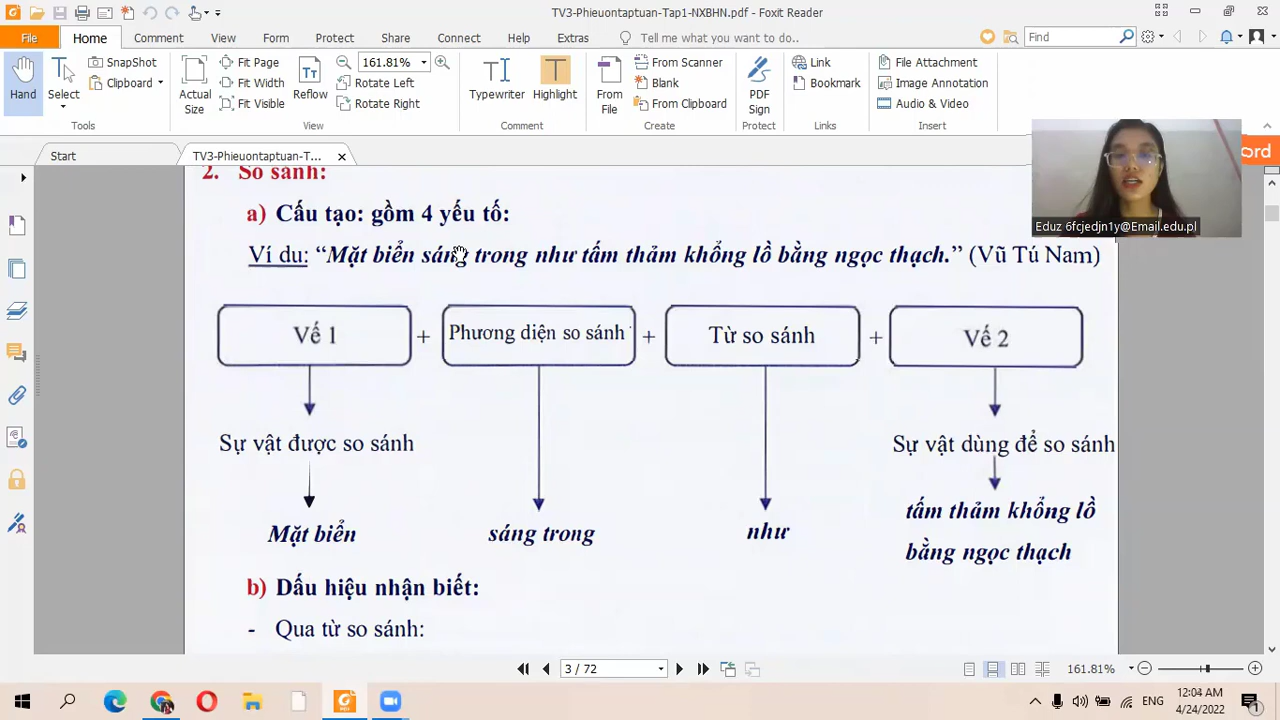 TV3-Phieuontaptuan-Tap1-NXBHN.pdf - Foxit Reader
File Home Comment View Form Protect Share Connect Help Extras Tell me what you want to do.. Find
Hand
Select
SnapShot
Clipboard
Tools
Actual Size
Fit Page
Fit Width
Fit Visible
Reflow
161.81%
Rotate Left
Rotate Right
View
Typewriter
Highlight
Comment
From File
From Scanner
Blank
From Clipboard
Create
PDF Sign
Protect
Link
Bookmark
Links
File Attachment
Image Annotation
Audio & Video
Insert
Start TV3-Phieuontaptuan-T...
ord
Eduz 6fcjedjn1y@Email.edu.pl
2. So sánh:
a) Cấu tạo: gồm 4 yếu tố:
Ví dụ: “Mặt biển sáng trong như tấm thảm khổng lồ bằng ngọc thạch.” (Vũ Tú Nam)
Vế 1 + Phương diện so sánh + Từ so sánh + Vế 2
Sự vật được so sánh Sự vật dùng để so sánh
Mặt biển sáng trong như tấm thảm khổng lồ
bằng ngọc thạch
b) Dấu hiệu nhận biết:
- Qua từ so sánh:
3 / 72 161.81%
ENG 12:04 AM
4/24/2022